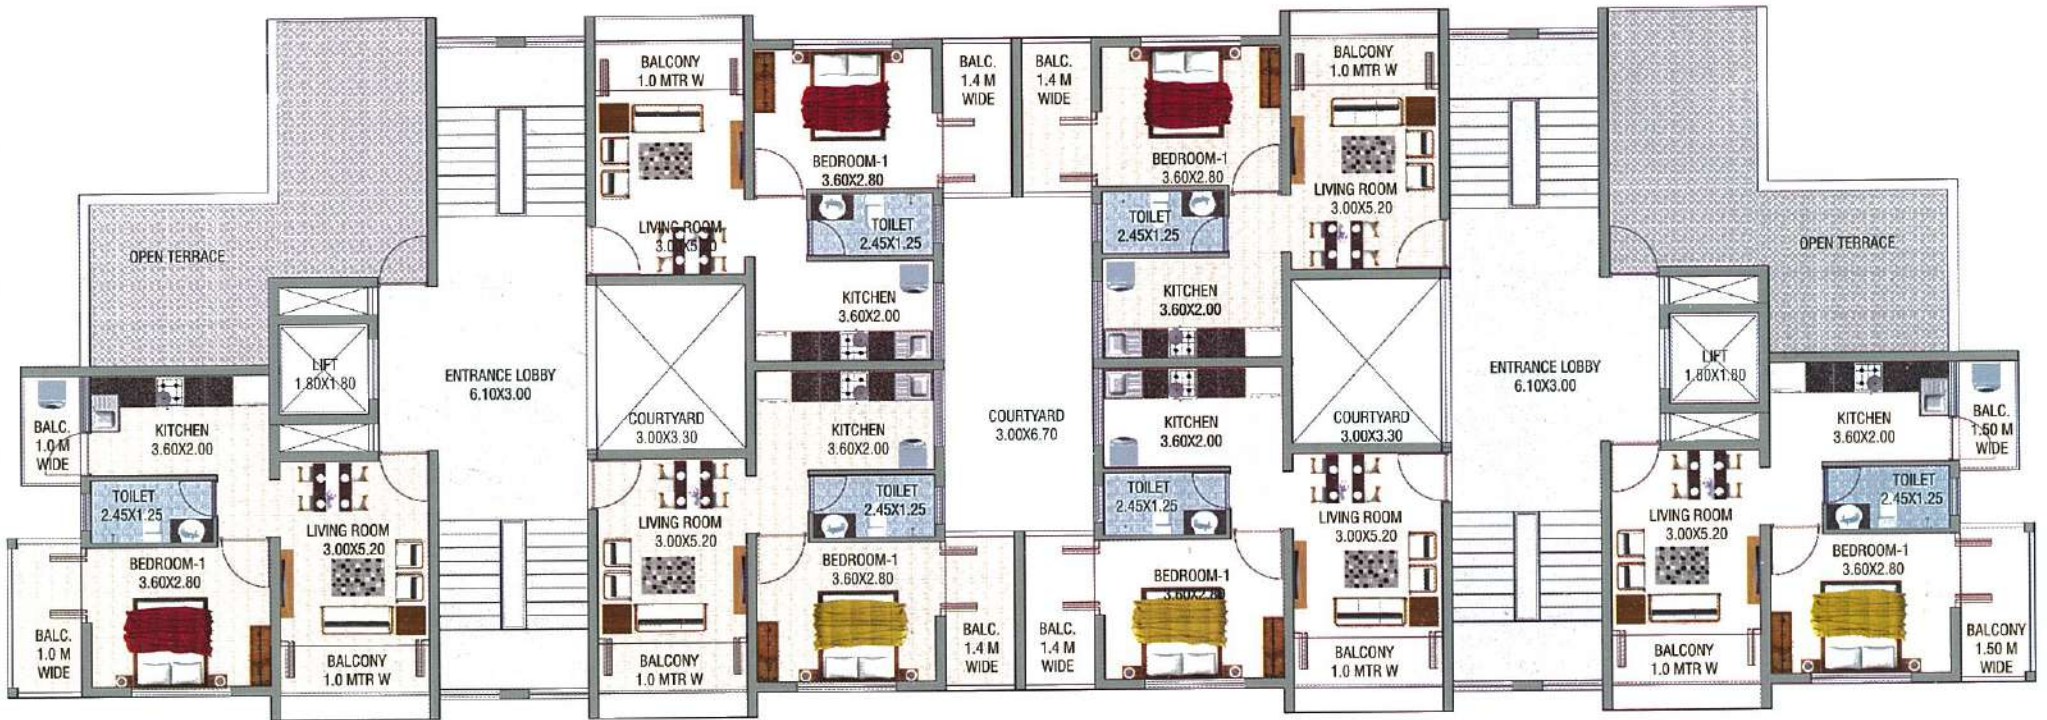 BALCONY
1.0 MTR W
BALC.
1.4 M
WIDE
BALC.
1.4 M
WIDE
BALCONY
1.0 MTR W
BEDROOM-1
3.60X2.80
BEDROOM-1
3.60X2.80
LIVING ROOM
3.00X5.20
LIVING ROOM
3.00X5.20
TOILET
2.45X1.25
TOILET
2.45X1.25
OPEN TERRACE
OPEN TERRACE
KITCHEN
3.60X2.00
KITCHEN
3.60X2.00
LIFT
1.80X1.80
ENTRANCE LOBBY
6.10X3.00
COURTYARD
3.00X3.30
COURTYARD
3.00X6.70
COURTYARD
3.00X3.30
ENTRANCE LOBBY
6.10X3.00
LIFT
1.80X1.80
BALC.
1.0 M
WIDE
KITCHEN
3.60X2.00
KITCHEN
3.60X2.00
KITCHEN
3.60X2.00
KITCHEN
3.60X2.00
BALC.
1.50 M
WIDE
TOILET
2.45X1.25
TOILET
2.45X1.25
TOILET
2.45X1.25
TOILET
2.45X1.25
LIVING ROOM
3.00X5.20
LIVING ROOM
3.00X5.20
LIVING ROOM
3.00X5.20
LIVING ROOM
3.00X5.20
BEDROOM-1
3.60X2.80
BEDROOM-1
3.60X2.80
BEDROOM-1
3.60X2.80
BEDROOM-1
3.60X2.80
BALC.
1.0 M
WIDE
BALCONY
1.0 MTR W
BALCONY
1.0 MTR W
BALC.
1.4 M
WIDE
BALC.
1.4 M
WIDE
BALCONY
1.0 MTR W
BALCONY
1.0 MTR W
BALCONY
1.50 M
WIDE